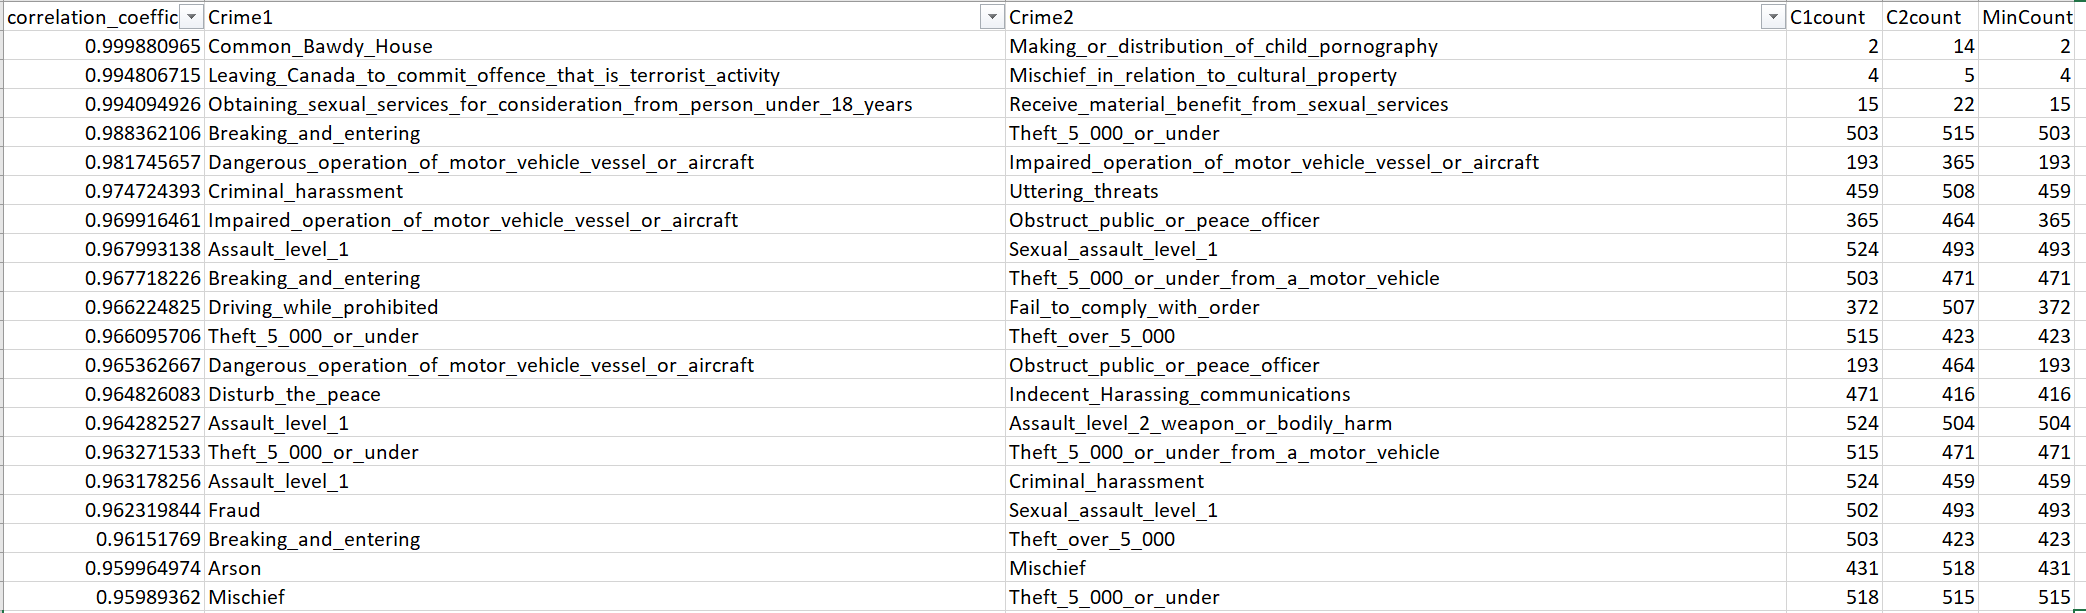 correlation_coeffic Crime1 Crime2 C1count C2count MinCount
0.999880965 Common_Bawdy_House Making_or_distribution_of_child_pornography 2 14 2
0.994806715 Leaving_Canada_to_commit_offence_that_is_terrorist_activity Mischief_in_relation_to_cultural_property 4 5 4
0.994094926 Obtaining_sexual_services_for_consideration_from_person_under_18_years Receive_material_benefit_from_sexual_services 15 22 15
0.988362106 Breaking_and_entering Theft_5_000_or_under 503 515 503
0.981745657 Dangerous_operation_of_motor_vehicle_vessel_or_aircraft Impaired_operation_of_motor_vehicle_vessel_or_aircraft 193 365 193
0.974724393 Criminal_harassment Uttering_threats 459 508 459
0.969916461 Impaired_operation_of_motor_vehicle_vessel_or_aircraft Obstruct_public_or_peace_officer 365 464 365
0.967993138 Assault_level_1 Sexual_assault_level_1 524 493 493
0.967718226 Breaking_and_entering Theft_5_000_or_under_from_a_motor_vehicle 503 471 471
0.966224825 Driving_while_prohibited Fail_to_comply_with_order 372 507 372
0.966095706 Theft_5_000_or_under Theft_over_5_000 515 423 423
0.965362667 Dangerous_operation_of_motor_vehicle_vessel_or_aircraft Obstruct_public_or_peace_officer 193 464 193
0.964826083 Disturb_the_peace Indecent_Harassing_communications 471 416 416
0.964282527 Assault_level_1 Assault_level_2_weapon_or_bodily_harm 524 504 504
0.963271533 Theft_5_000_or_under Theft_5_000_or_under_from_a_motor_vehicle 515 471 471
0.963178256 Assault_level_1 Criminal_harassment 524 459 459
0.962319844 Fraud Sexual_assault_level_1 502 493 493
0.96151769 Breaking_and_entering Theft_over_5_000 503 423 423
0.959964974 Arson Mischief 431 518 431
0.95989362 Mischief Theft_5_000_or_under 518 515 515